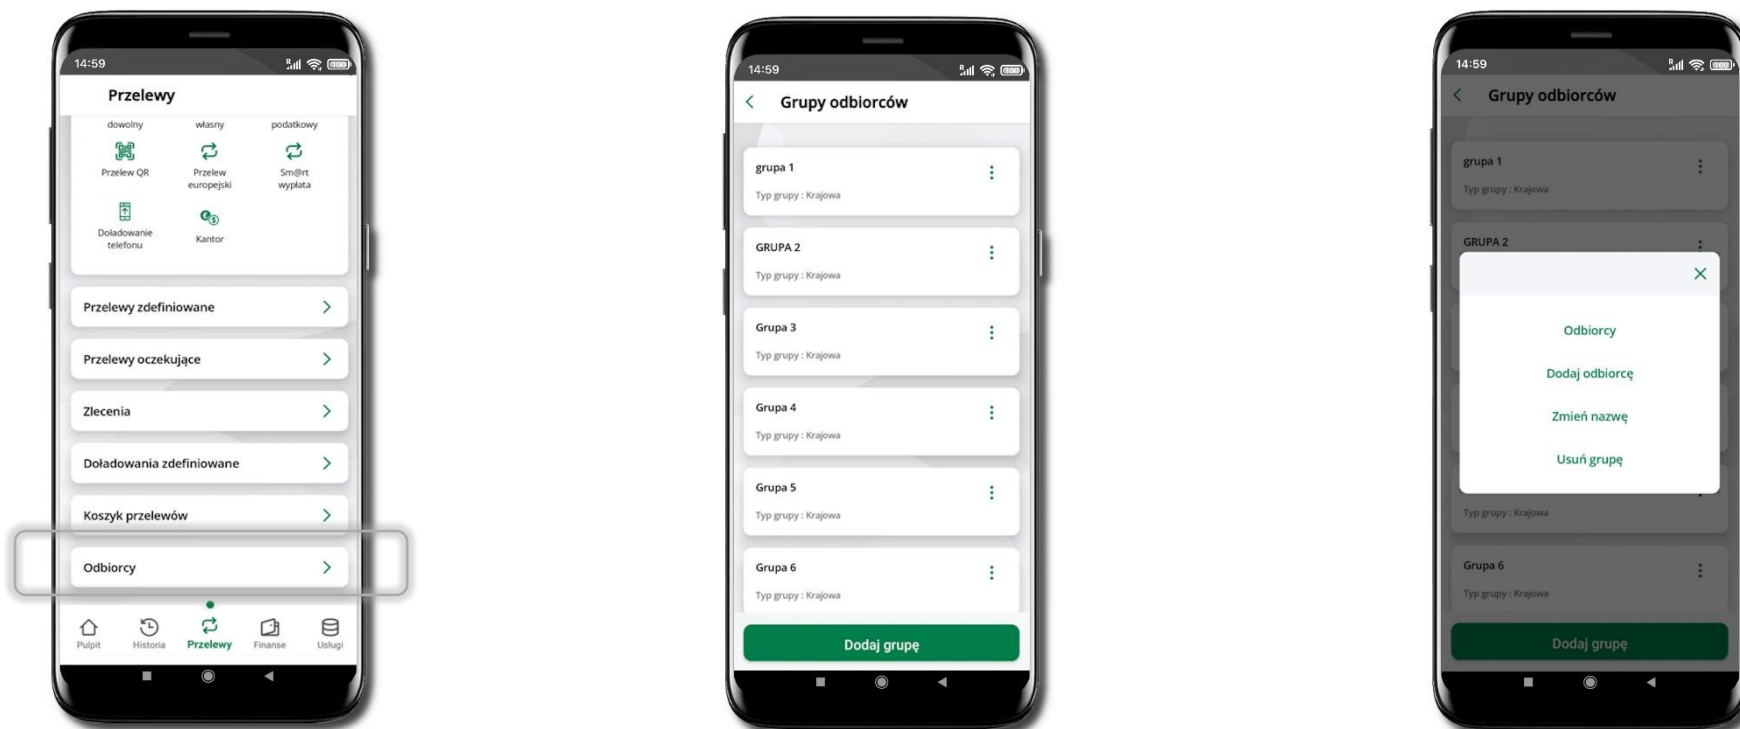 14:59
Przelewy
dowolny
własny
podatkowy
Przelew QR
Przelew
europejski
Sm@rt
wypłata
Doładowanie
telefonu
Kantor
Przelewy zdefiniowane
Przelewy oczekujące
Zlecenia
Doładowania zdefiniowane
Koszyk przelewów
Odbiorcy
Pulpit
Historia
Przelewy
Finanse
Usługi
14:59
Grupy odbiorców
grupa 1
Typ grupy : Krajowa
GRUPA 2
Typ grupy : Krajowa
Grupa 3
Typ grupy : Krajowa
Grupa 4
Typ grupy : Krajowa
Grupa 5
Typ grupy : Krajowa
Grupa 6
Typ grupy : Krajowa
Dodaj grupę
14:59
Grupy odbiorców
grupa 1
Typ grupy : Krajowa
GRUPA 2
Odbiorcy
Dodaj odbiorcę
Zmień nazwę
Usuń grupę
Typ grupy : Krajowa
Grupa 6
Typ grupy : Krajowa
Dodaj grupę